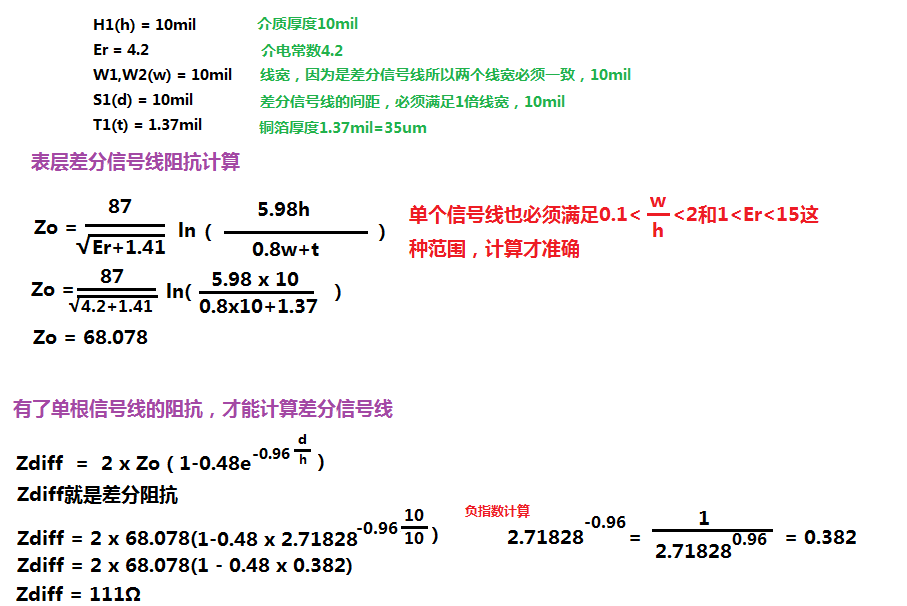 H1(h) = 10mil 介质厚度10mil
Er = 4.2 介电常数4.2
W1,W2(w) = 10mil 线宽，因为是差分信号线所以两个线宽必须一致，10mil
S1(d) = 10mil 差分信号线的间距，必须满足1倍线宽，10mil
T1(t) = 1.37mil 铜箔厚度1.37mil=35um
表层差分信号线阻抗计算
Zo = 87 / √Er+1.41 ln ( 5.98h / 0.8w+t )
单个信号线也必须满足0.1< w/h <2和1<Er<15这
种范围，计算才准确
Zo = 87 / √4.2+1.41 ln( 5.98 x 10 / 0.8x10+1.37 )
Zo = 68.078
有了单根信号线的阻抗，才能计算差分信号线
Zdiff = 2 x Zo ( 1-0.48e^-0.96 d/h )
Zdiff就是差分阻抗
Zdiff = 2 x 68.078(1-0.48 x 2.71828^-0.96 10/10 )
负指数计算
2.71828^-0.96 = 1 / 2.71828^0.96 = 0.382
Zdiff = 2 x 68.078(1 - 0.48 x 0.382)
Zdiff = 111Ω